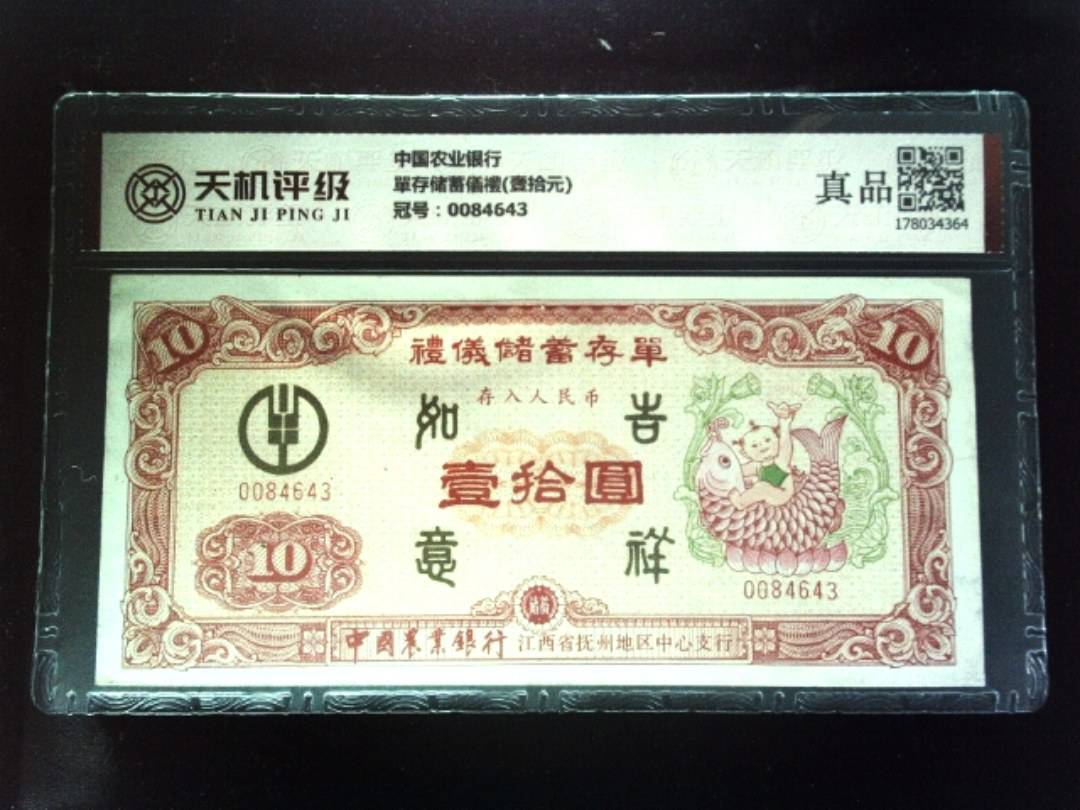 天机评级
TIAN JI PING JI
中国农业银行
單存储蓄儀禮(壹拾元)
冠号：0084643
真品
178034364
10
10
禮儀儲蓄存單
存入人民币
如
吉
壹拾圓
意
祥
0084643
10
0084643
中國農業銀行 江西省抚州地区中心支行